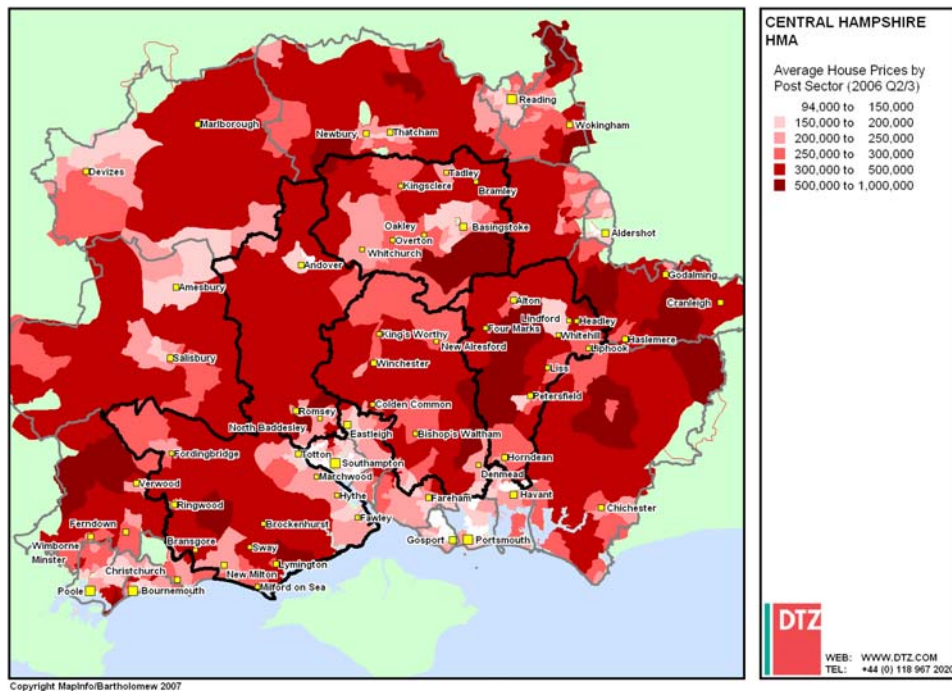 CENTRAL HAMPSHIRE
HMA
Average House Prices by
Post Sector (2006 Q2/3)
94,000 to 150,000
150,000 to 200,000
200,000 to 250,000
250,000 to 300,000
300,000 to 500,000
500,000 to 1,000,000
Reading
Marlborough
Newbury
Thatcham
Wokingham
Devizes
Tadley
Kingsclere
Bramley
Oakley
Basingstoke
Overton
Whitchurch
Aldershot
Andover
Godalming
Amesbury
Cranleigh
Alton
Lindford
Headley
King's Worthy
Four Marks
Whitehill
New Alresford
Haslemere
Liphook
Salisbury
Winchester
Liss
Petersfield
Colden Common
Romsey
North Baddesley
Eastleigh
Bishop's Waltham
Fordingbridge
Totton
Southampton
Horndean
Denmead
Marchwood
Verwood
Hythe
Fareham
Havant
Ringwood
Chichester
Fawley
Ferndown
Brockenhurst
Gosport
Portsmouth
Wimborne
Minster
Bransgore
Sway
Lymington
Christchurch
New Milton
Milford on Sea
Poole
Bournemouth
DTZ
WEB: WWW.DTZ.COM
TEL: +44 (0) 118 967 2020
Copyright MapInfo/Bartholomew 2007